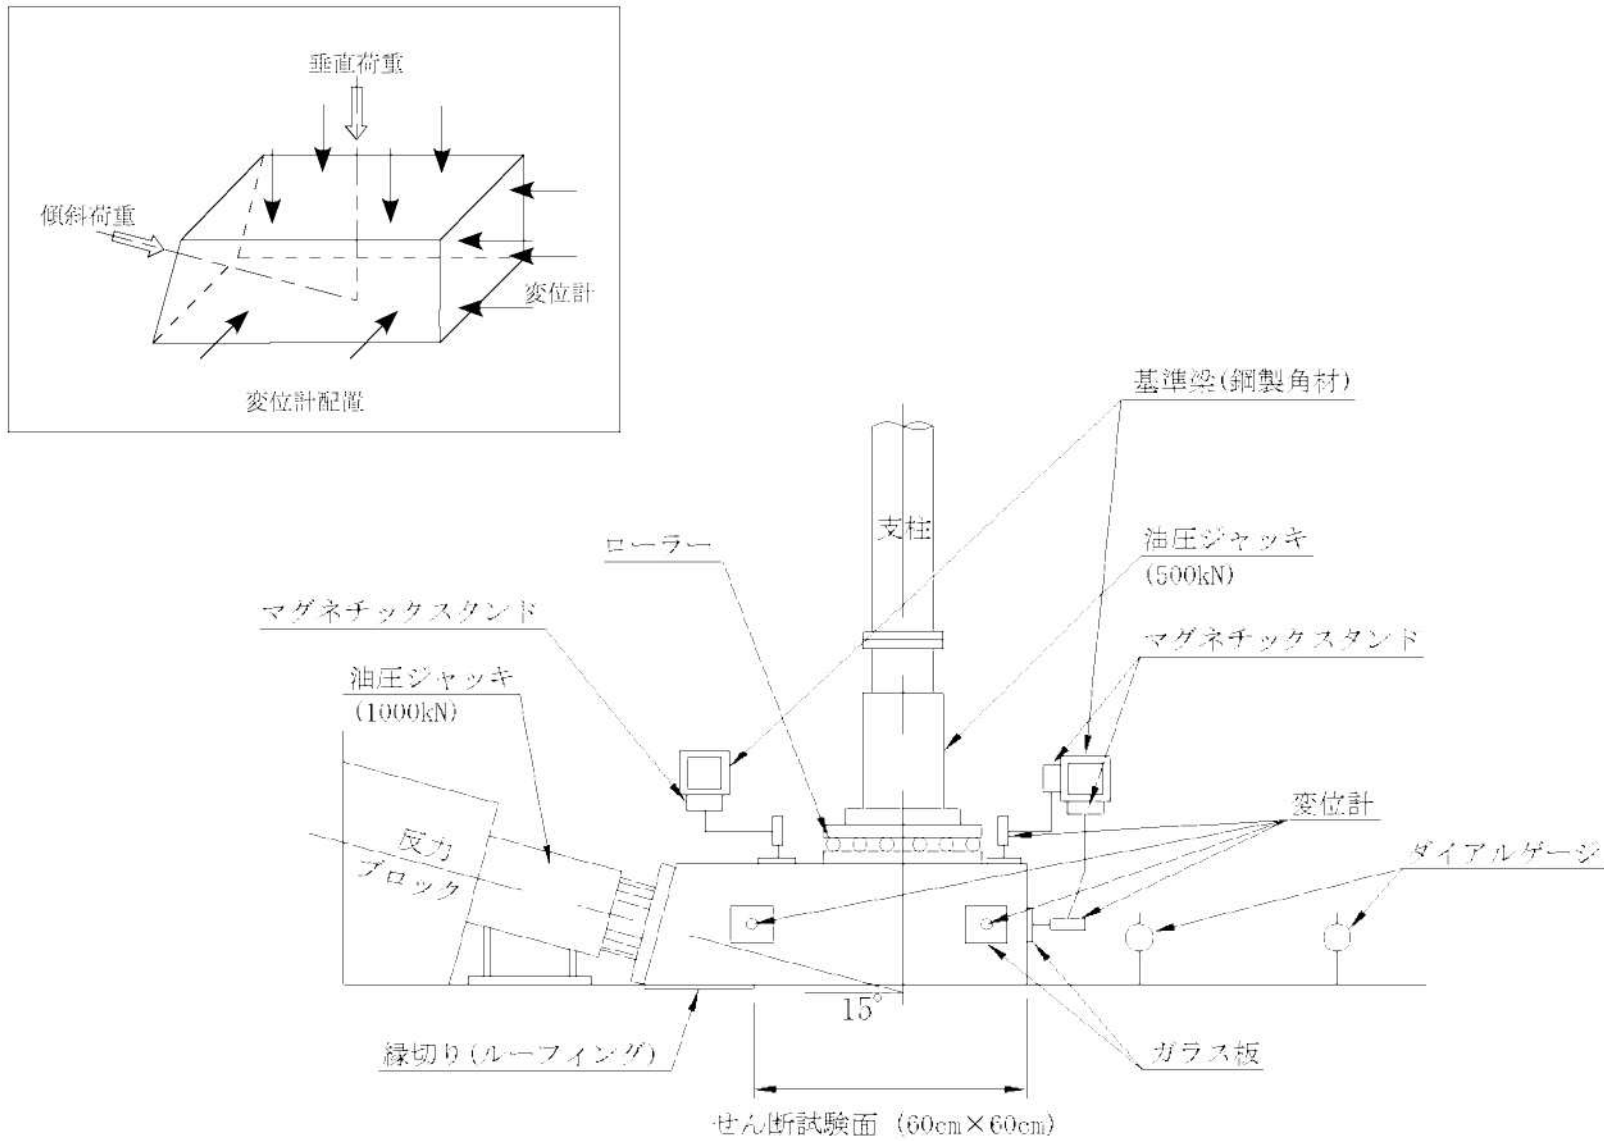 垂直荷重
傾斜荷重
変位計
変位計配置
基準梁(鋼製角材)
支柱
ローラー
油圧ジャッキ
(500kN)
マグネチックスタンド
マグネチックスタンド
油圧ジャッキ
(1000kN)
変位計
反力
ブロック
ダイアルゲージ
15°
縁切り(ルーフィング)
ガラス板
せん断試験面 (60cm×60cm)